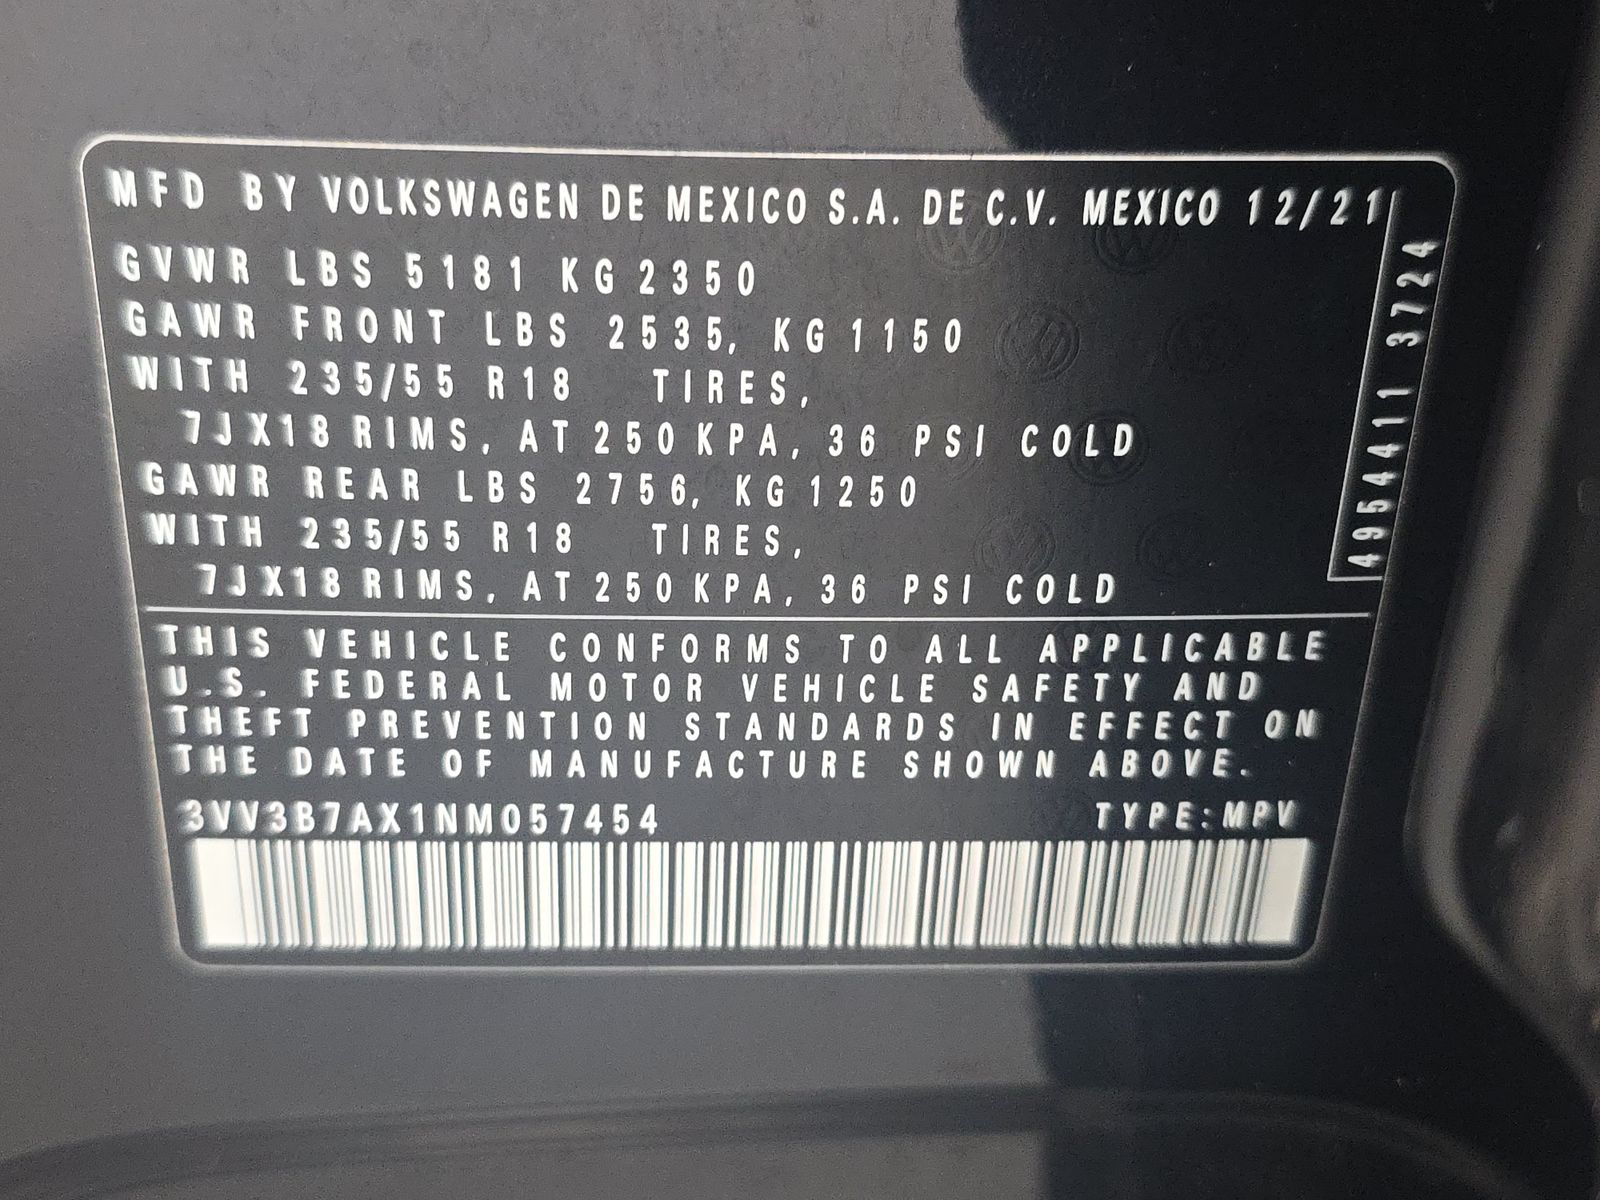 MFD BY VOLKSWAGEN DE MEXICO S.A. DE C.V. MEXICO 12/21
GVWR LBS 5181 KG 2350
GAWR FRONT LBS 2535, KG 1150
WITH 235/55 R18 TIRES,
7JX18 RIMS, AT 250 KPA, 36 PSI COLD
GAWR REAR LBS 2756, KG 1250
WITH 235/55 R18 TIRES,
7JX18 RIMS, AT 250 KPA, 36 PSI COLD
4954411 3724
THIS VEHICLE CONFORMS TO ALL APPLICABLE
U.S. FEDERAL MOTOR VEHICLE SAFETY AND
THEFT PREVENTION STANDARDS IN EFFECT ON
THE DATE OF MANUFACTURE SHOWN ABOVE.
3VV3B7AX1NM057454 TYPE:MPV